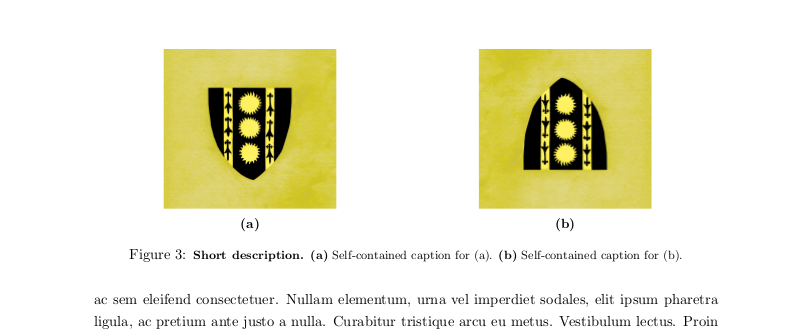 (a)
(b)
Figure 3: Short description. (a) Self-contained caption for (a). (b) Self-contained caption for (b).
ac sem eleifend consectetuer. Nullam elementum, urna vel imperdiet sodales, elit ipsum pharetra
ligula, ac pretium ante justo a nulla. Curabitur tristique arcu eu metus. Vestibulum lectus. Proin